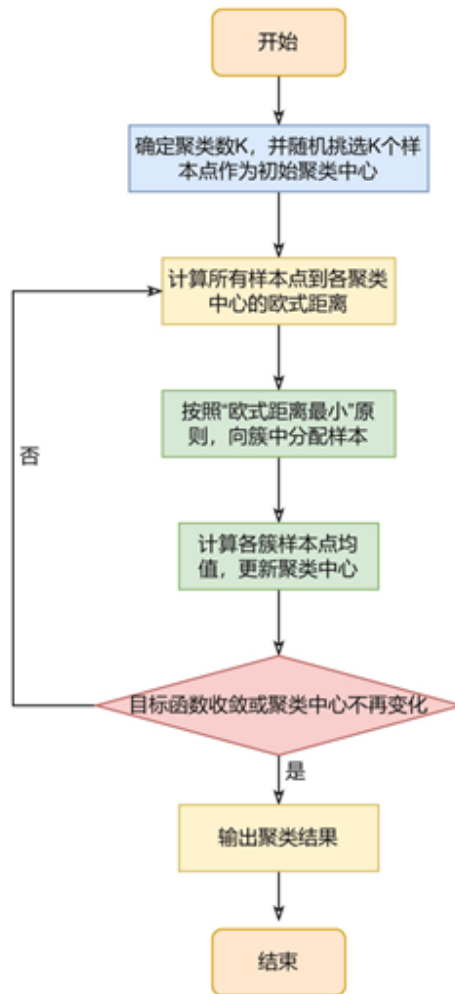 开始
确定聚类数K，并随机挑选K个样
本点作为初始聚类中心
计算所有样本点到各聚类
中心的欧式距离
按照“欧式距离最小”原
则，向簇中分配样本
否
计算各簇样本点均
值，更新聚类中心
目标函数收敛或聚类中心不再变化
是
输出聚类结果
结束